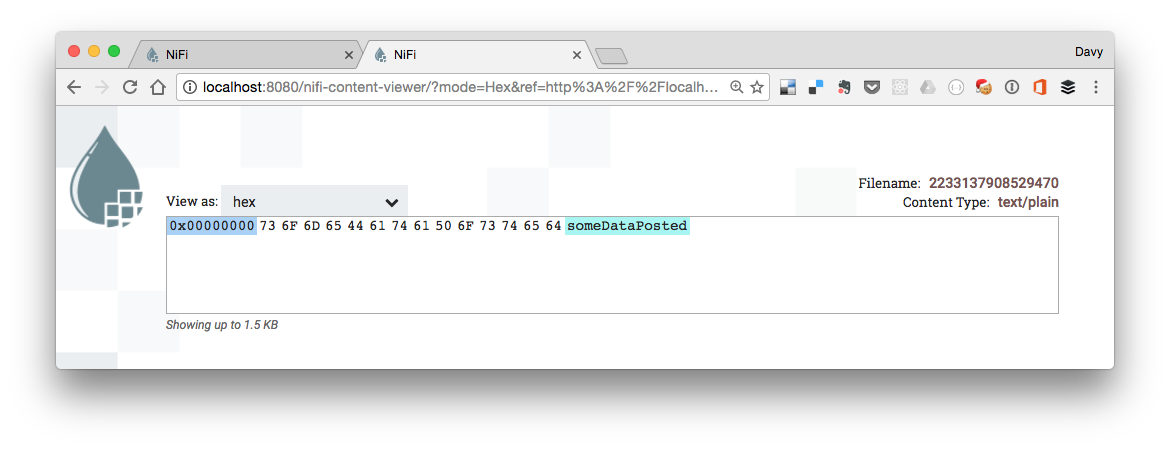 NiFi
NiFi
Davy
localhost:8080/nifi-content-viewer/?mode=Hex&ref=http%3A%2F%2Flocalh...
Filename: 2233137908529470
View as: hex
Content Type: text/plain
0x00000000 73 6F 6D 65 44 61 74 61 50 6F 73 74 65 64 someDataPosted
Showing up to 1.5 KB